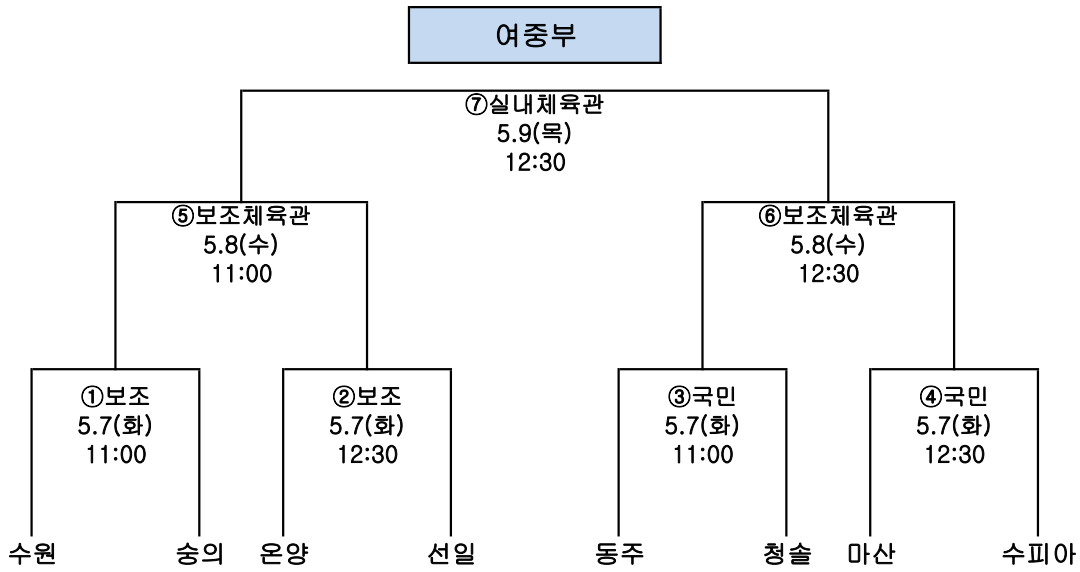 여중부
⑦실내체육관
5.9(목)
12:30
⑤보조체육관
5.8(수)
11:00
⑥보조체육관
5.8(수)
12:30
①보조
5.7(화)
11:00
②보조
5.7(화)
12:30
③국민
5.7(화)
11:00
④국민
5.7(화)
12:30
수원
숭의
온양
선일
동주
청솔
마산
수피아